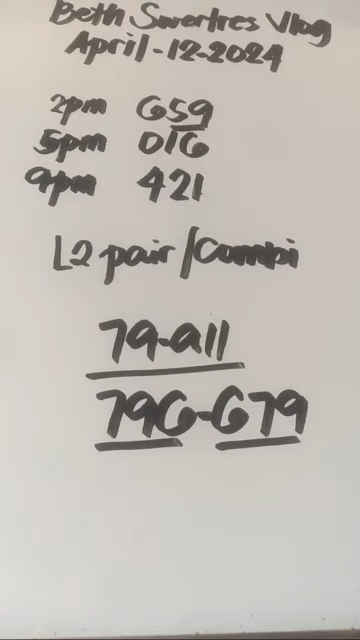 Beth Swertres Vlog
April-12-2024
2pm 659
5pm 016
9pm 421
L2 pair/Combi
79-all
796-679